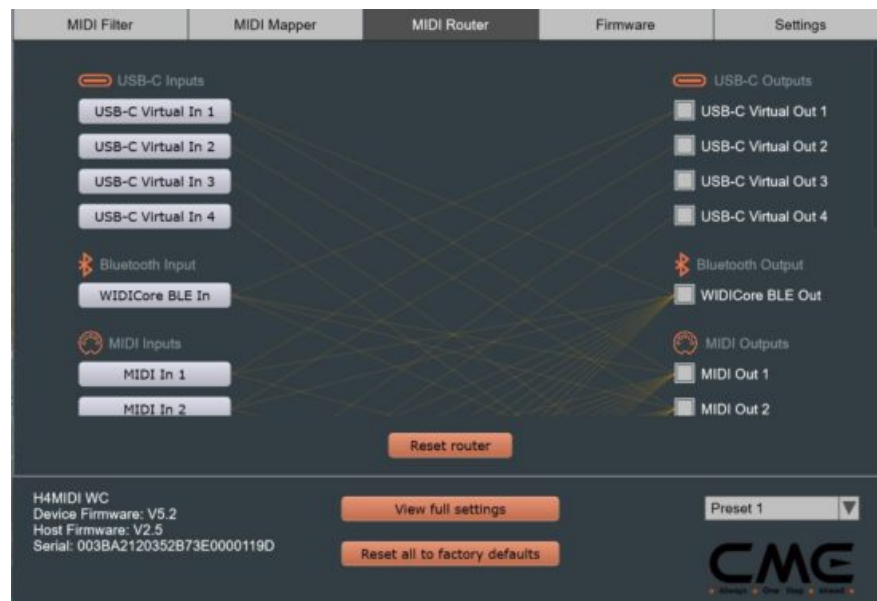 MIDI Filter
MIDI Mapper
MIDI Router
Firmware
Settings
USB-C Inputs
USB-C Virtual In 1
USB-C Virtual In 2
USB-C Virtual In 3
USB-C Virtual In 4
Bluetooth Input
WIDICore BLE In
MIDI Inputs
MIDI In 1
MIDI In 2
USB-C Outputs
USB-C Virtual Out 1
USB-C Virtual Out 2
USB-C Virtual Out 3
USB-C Virtual Out 4
Bluetooth Output
WIDICore BLE Out
MIDI Outputs
MIDI Out 1
MIDI Out 2
Reset router
H4MIDI WC
Device Firmware: V5.2
Host Firmware: V2.5
Serial: 003BA2120352B73E0000119D
View full settings
Reset all to factory defaults
Preset 1
CME
Always • One Step • Ahead